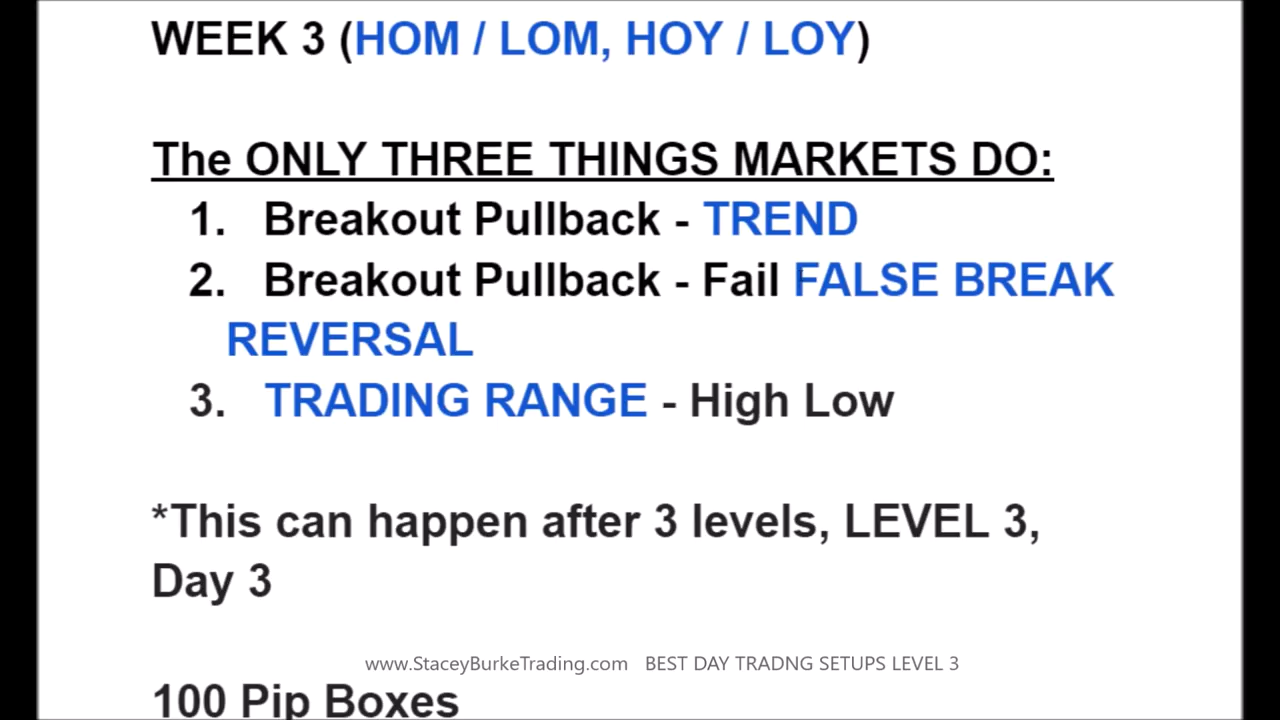 WEEK 3 (HOM / LOM, HOY / LOY)
The ONLY THREE THINGS MARKETS DO:
1. Breakout Pullback - TREND
2. Breakout Pullback - Fail FALSE BREAK
REVERSAL
3. TRADING RANGE - High Low
*This can happen after 3 levels, LEVEL 3,
Day 3
www.StaceyBurkeTrading.com BEST DAY TRADNG SETUPS LEVEL 3
100 Pip Boxes